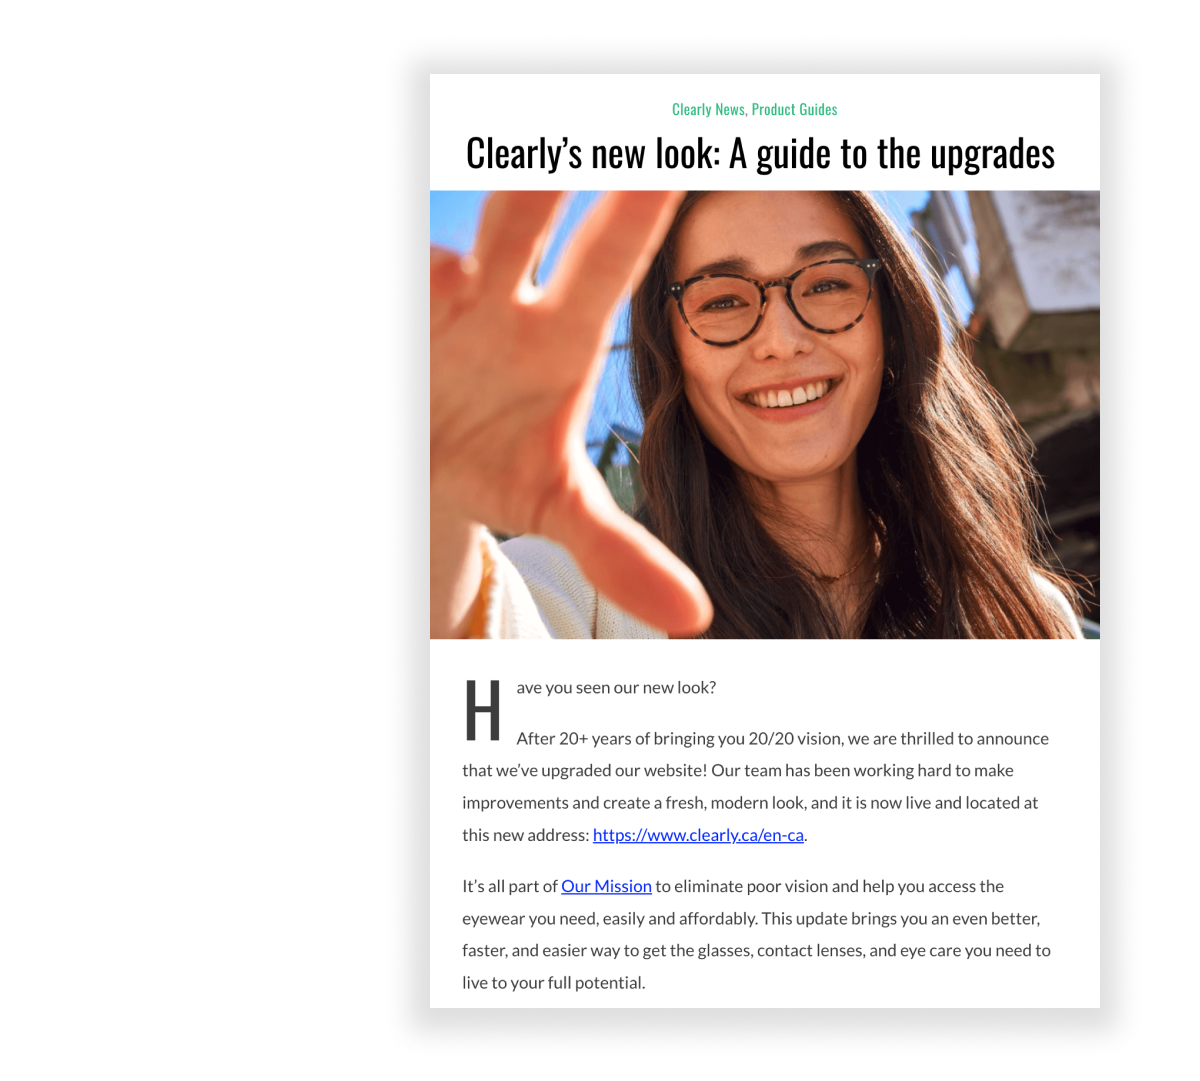 Clearly News, Product Guides
Clearly’s new look: A guide to the upgrades
Have you seen our new look?
After 20+ years of bringing you 20/20 vision, we are thrilled to announce
that we’ve upgraded our website! Our team has been working hard to make
improvements and create a fresh, modern look, and it is now live and located at
this new address: https://www.clearly.ca/en-ca.
It’s all part of Our Mission to eliminate poor vision and help you access the
eyewear you need, easily and affordably. This update brings you an even better,
faster, and easier way to get the glasses, contact lenses, and eye care you need to
live to your full potential.